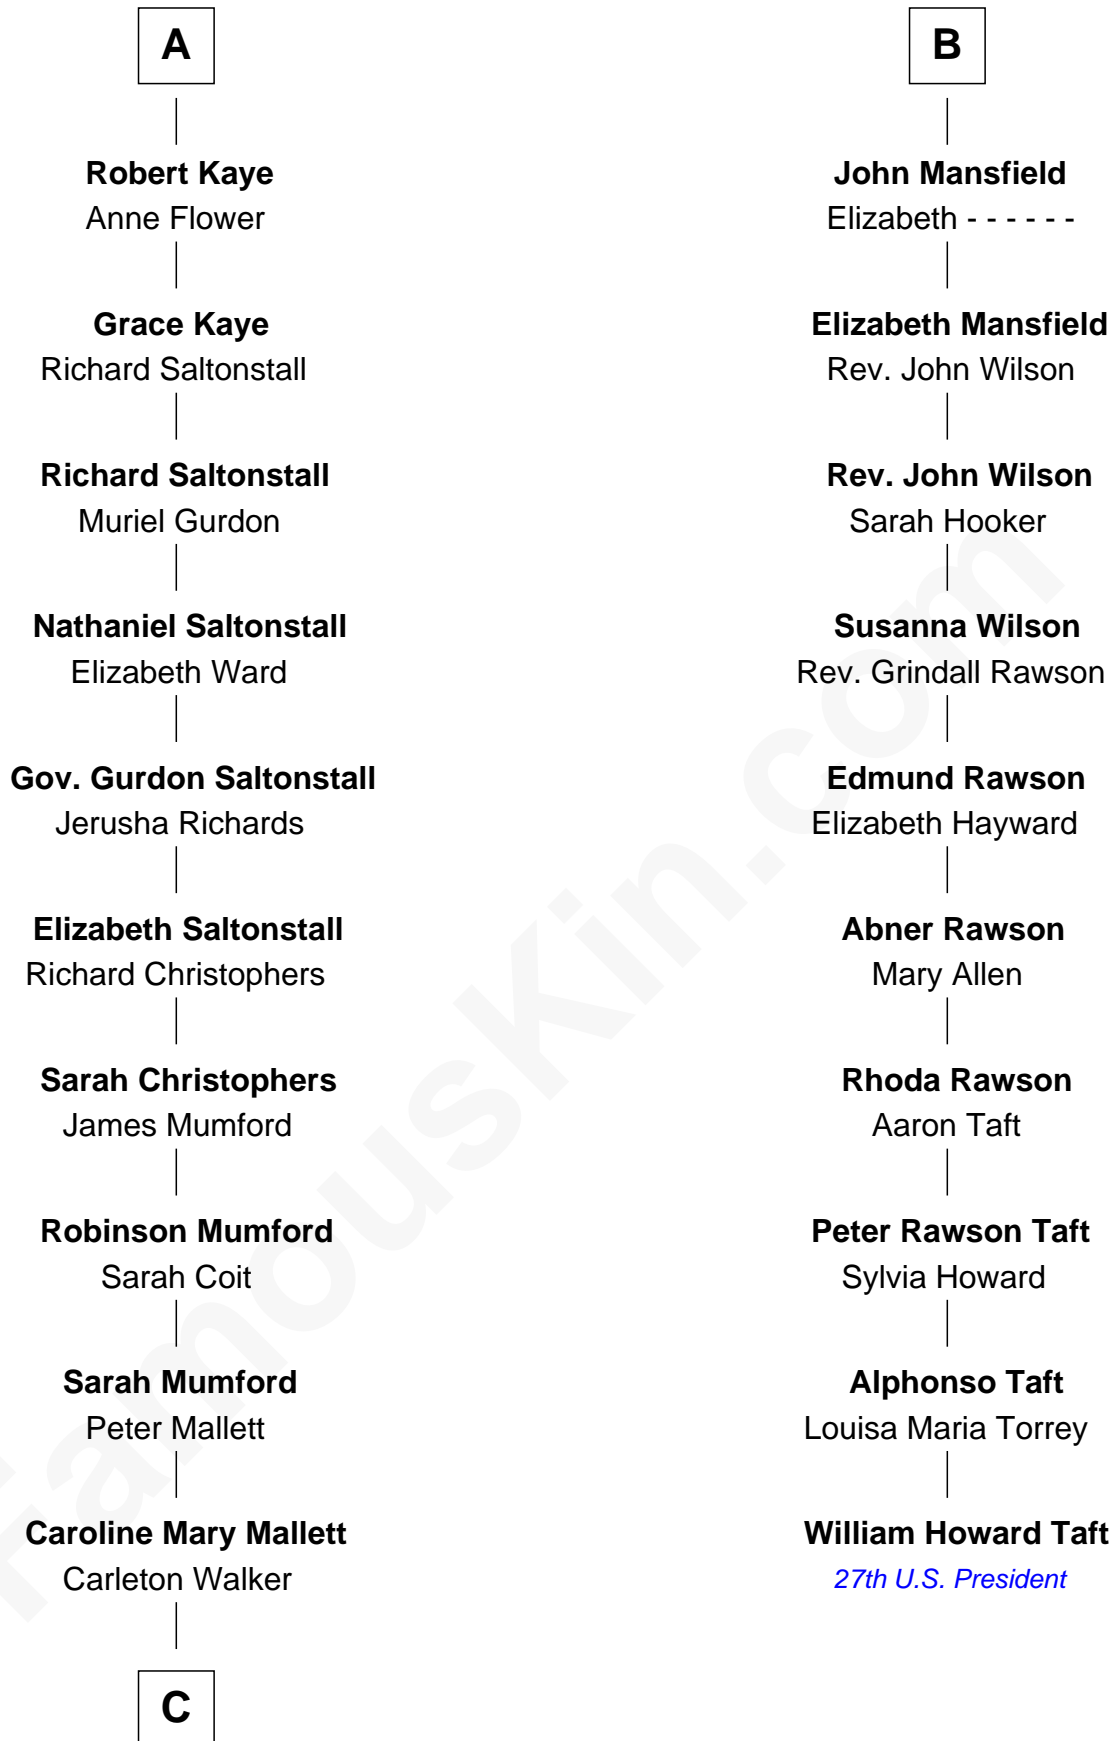 A
Robert Kaye
Anne Flower
Grace Kaye
Richard Saltonstall
Richard Saltonstall
Muriel Gurdon
Nathaniel Saltonstall
Elizabeth Ward
Gov. Gurdon Saltonstall
Jerusha Richards
Elizabeth Saltonstall
Richard Christophers
Sarah Christophers
James Mumford
Robinson Mumford
Sarah Coit
Sarah Mumford
Peter Mallett
Caroline Mary Mallett
Carleton Walker
C
B
John Mansfield
Elizabeth - - - - - -
Elizabeth Mansfield
Rev. John Wilson
Rev. John Wilson
Sarah Hooker
Susanna Wilson
Rev. Grindall Rawson
Edmund Rawson
Elizabeth Hayward
Abner Rawson
Mary Allen
Rhoda Rawson
Aaron Taft
Peter Rawson Taft
Sylvia Howard
Alphonso Taft
Louisa Maria Torrey
William Howard Taft
27th U.S. President
FamousKin.com